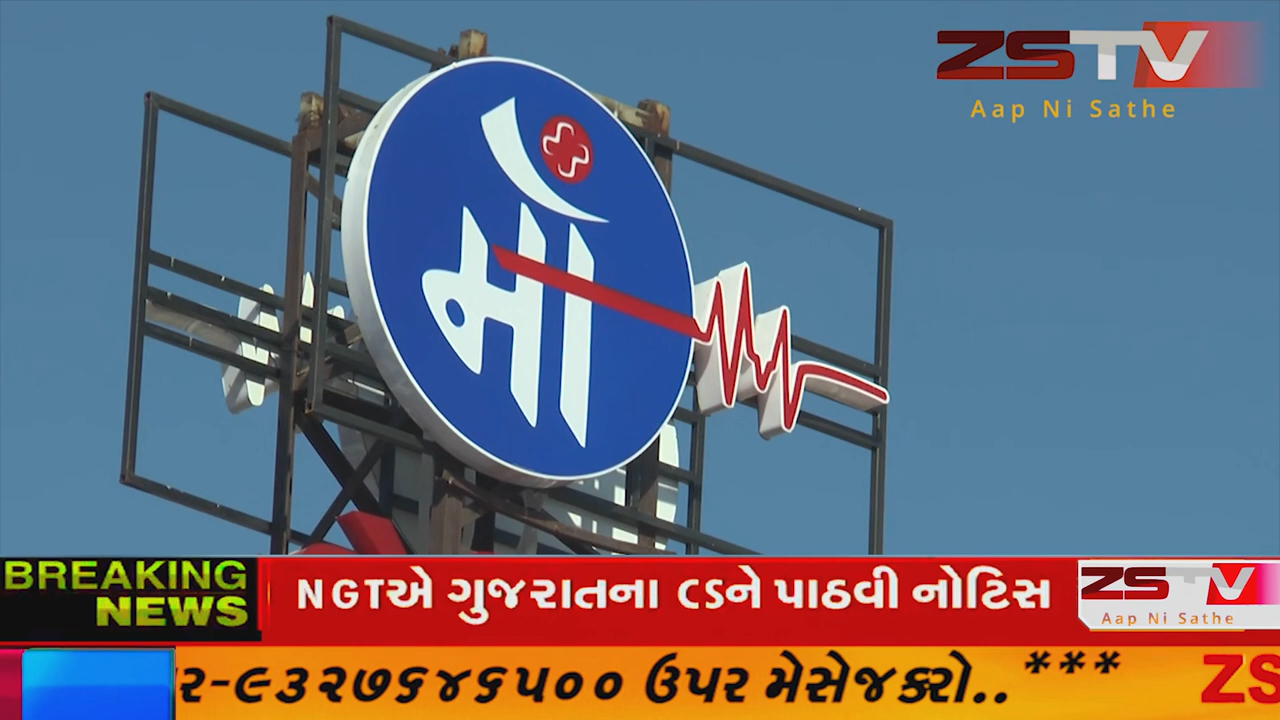 ZSTV
Aap Ni Sathe
માઁ
BREAKING
NEWS
NGTએ ગુજરાતના CSને પાઠવી નોટિસ
ZSTV
Aap Ni Sathe
ર-૯૩૨૭૬૪૬૫૦૦ ઉપર મેસેજ કરો.. ***
ZS